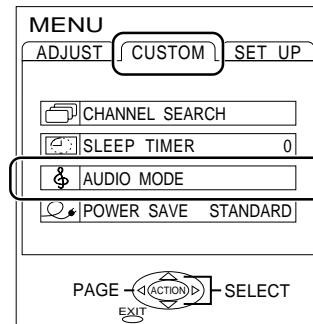 MENU
ADJUST CUSTOM SET UP
CHANNEL SEARCH
SLEEP TIMER 0
AUDIO MODE
POWER SAVE STANDARD
PAGE ACTION SELECT
EXIT